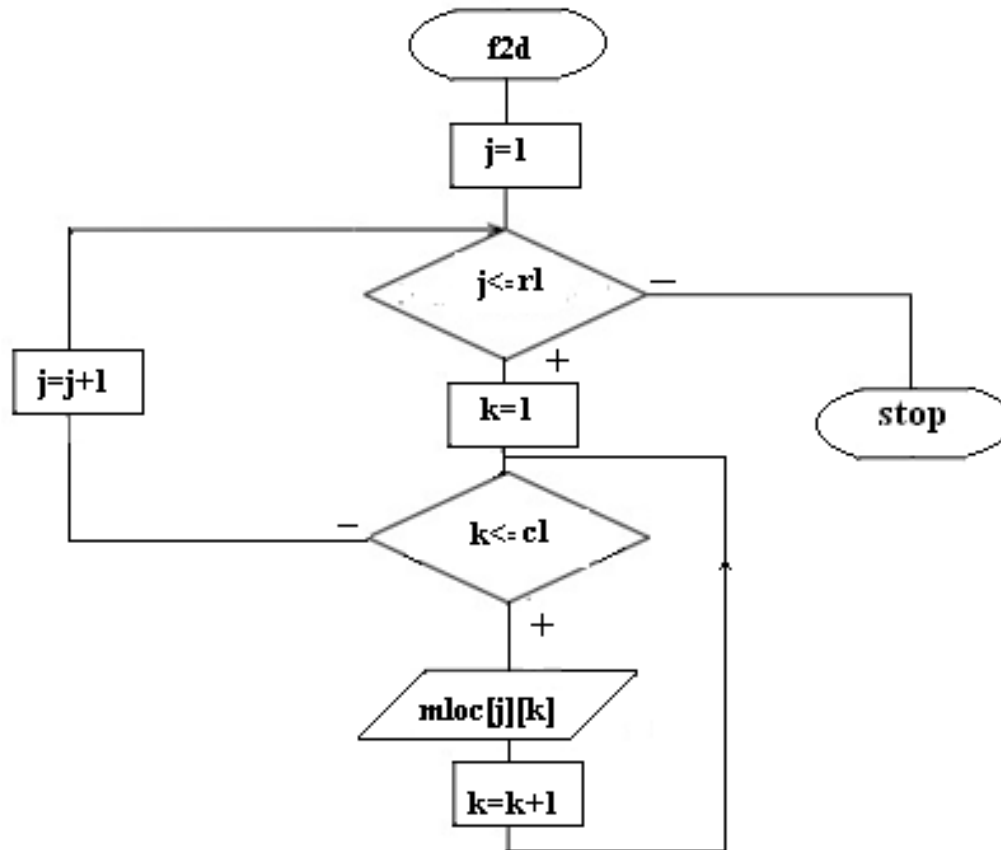 f2d
j=1
j<=rl
−
+
j=j+1
k=1
stop
k<=cl
−
+
mloc[j][k]
k=k+1